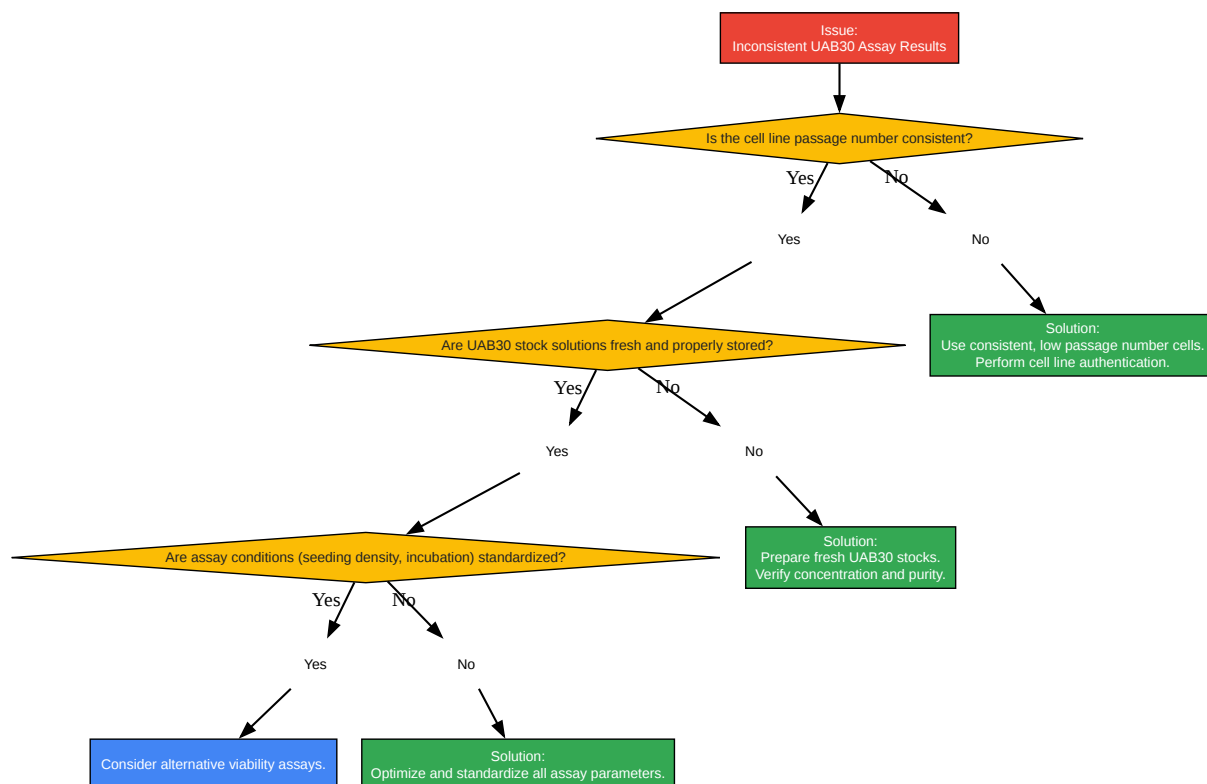 Issue:
Inconsistent UAB30 Assay Results
Is the cell line passage number consistent?
Yes
No
Yes
No
Solution:
Use consistent, low passage number cells.
Perform cell line authentication.
Are UAB30 stock solutions fresh and properly stored?
Yes
No
Yes
No
Solution:
Prepare fresh UAB30 stocks.
Verify concentration and purity.
Are assay conditions (seeding density, incubation) standardized?
Yes
No
Yes
No
Consider alternative viability assays.
Solution:
Optimize and standardize all assay parameters.